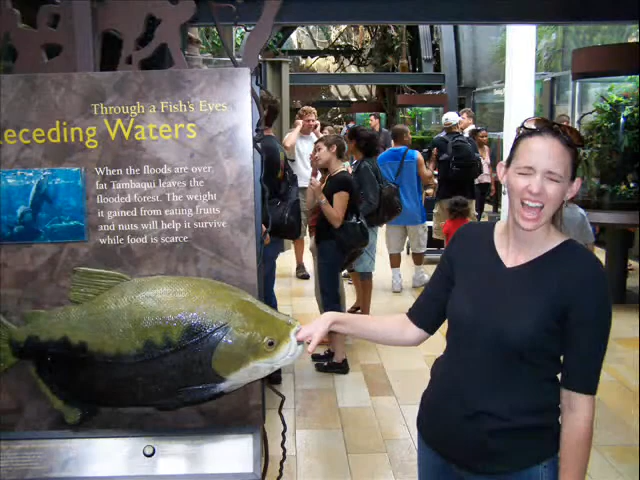 Through a Fish's Eyes
Receding Waters
When the floods are over,
fat Tambaqui leaves the
flooded forest. The weight
it gained from eating fruits
and nuts will help it survive
while food is scarce